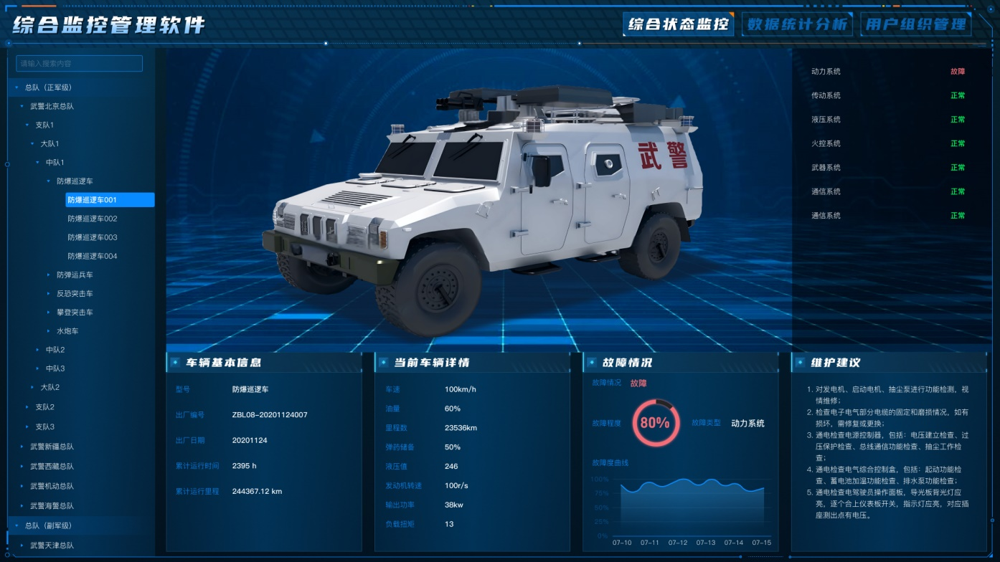 综合监控管理软件
综合状态监控
数据统计分析
用户组织管理
请输入搜索内容
总队（正军级）
武警北京总队
支队1
大队1
中队1
防爆巡逻车
防爆巡逻车001
防爆巡逻车002
防爆巡逻车003
防爆巡逻车004
防弹运兵车
反恐突击车
攀登突击车
水炮车
中队2
中队3
大队2
支队2
支队3
武警新疆总队
武警西藏总队
武警机动总队
武警海警总队
总队（副军级）
武警天津总队
武警
动力系统 故障
传动系统 正常
液压系统 正常
火控系统 正常
武器系统 正常
通信系统 正常
通信系统 正常
车辆基本信息
型号 防爆巡逻车
出厂编号 ZBL08-20201124007
出厂日期 20201124
累计运行时间 2395 h
累计运行里程 244367.12 km
当前车辆详情
车速 100km/h
油量 60%
里程数 23536km
弹药储备 50%
液压值 246
发动机转速 100r/s
输出功率 38kw
负载扭矩 13
故障情况
故障情况 故障
故障程度 80% 故障类型 动力系统
故障度曲线
100%
75%
50%
25%
0%
07-10 07-11 07-12 07-13 07-14 07-15
维护建议
1. 对发电机、启动电机、抽尘泵进行功能检测，视
情维修；
2. 检查电子电气部分电缆的固定和磨损情况，如有
损坏，需修复或更换；
3. 通电检查电源控制器，包括：电压建立检查、过
压保护检查、总线通信功能检查、抽尘工作检
查；
4. 通电检查电气综合控制盒，包括：起动功能检
查、蓄电池加温功能检查、排水泵功能检查；
5. 通电检查电驾驶员操作面板，导光板背光灯应
亮，逐个合上仪表板开关，指示灯应亮，对应插
座测出点有电压。